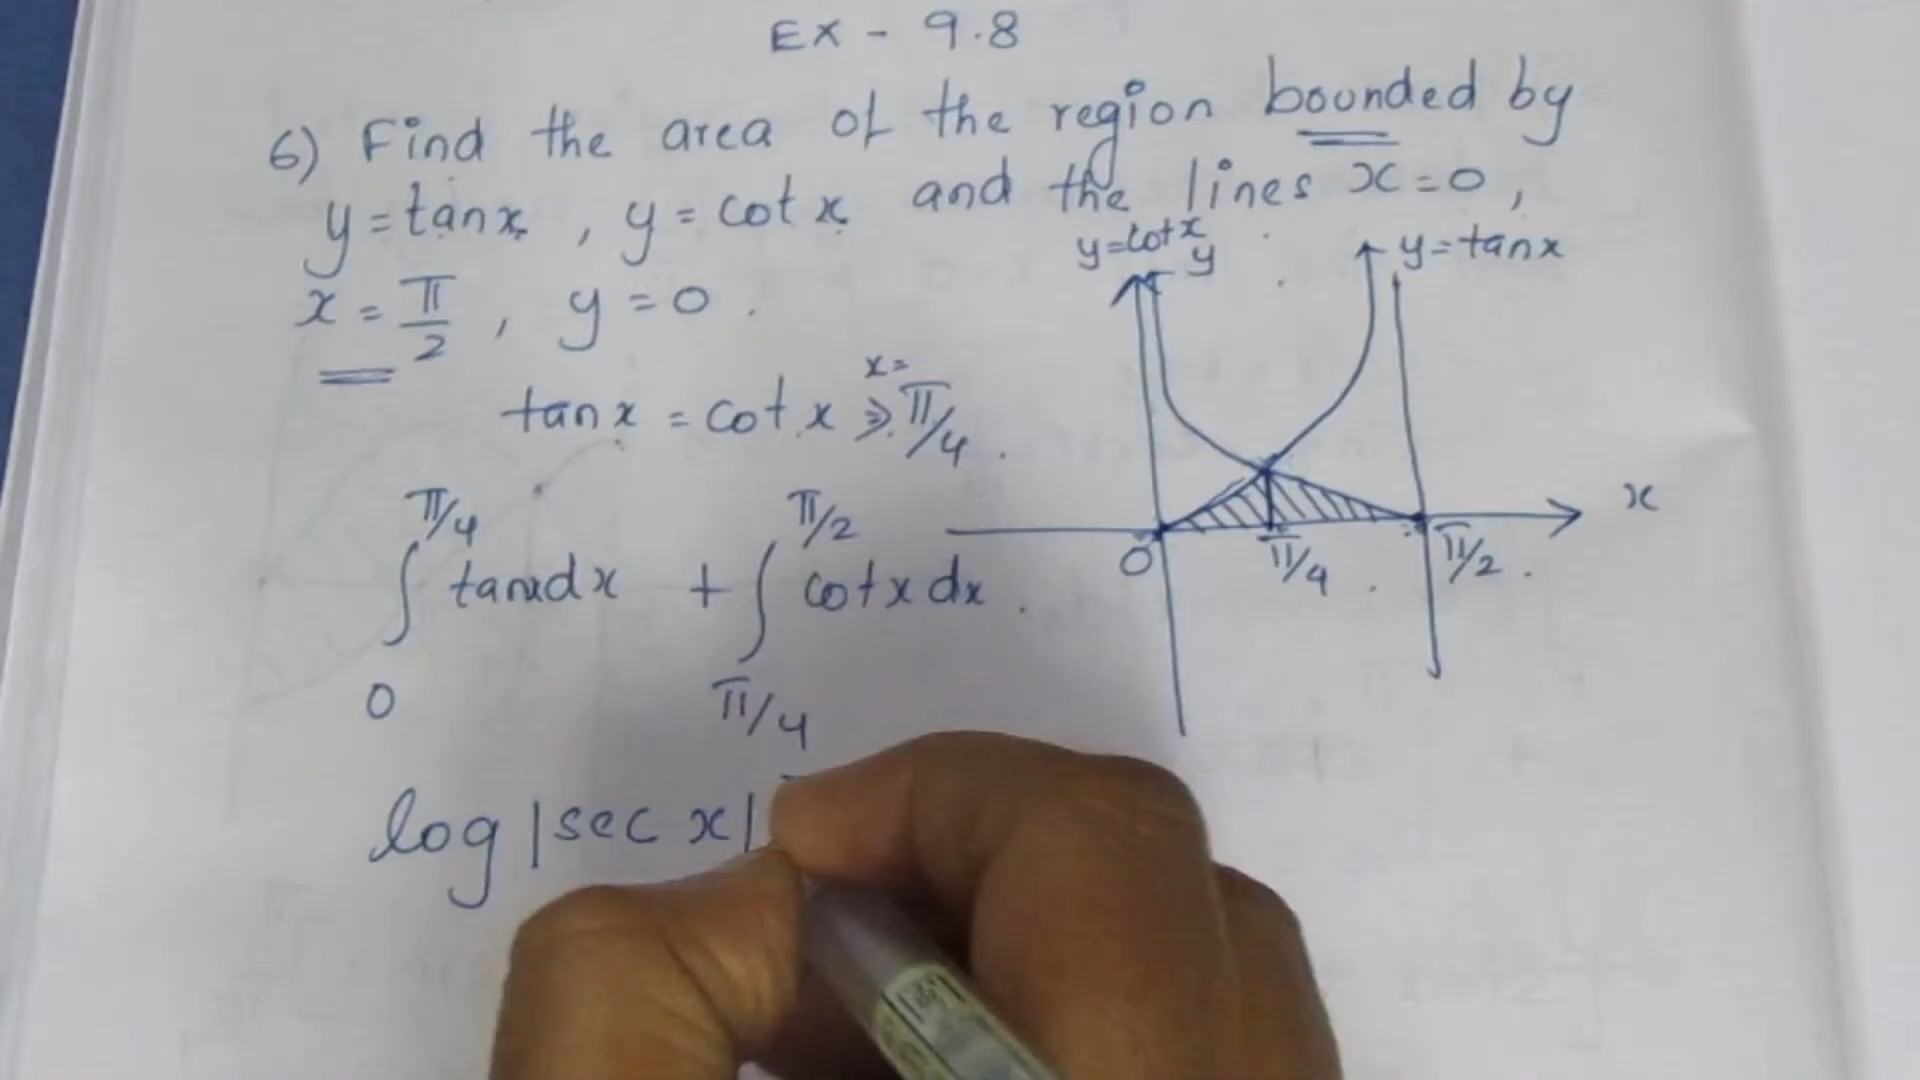 Ex - 9.8
6) Find the area of the region bounded by
y = tan x , y = cot x and the lines x = 0 ,
x = π/2 , y = 0 .
y = cot x
y
y = tan x
x =
tan x = cot x ⇒ π/4 .
x
0
π/4 .
π/2 .
∫₀^π/4 tan x dx + ∫_π/4^π/2 cot x dx .
log |sec x|